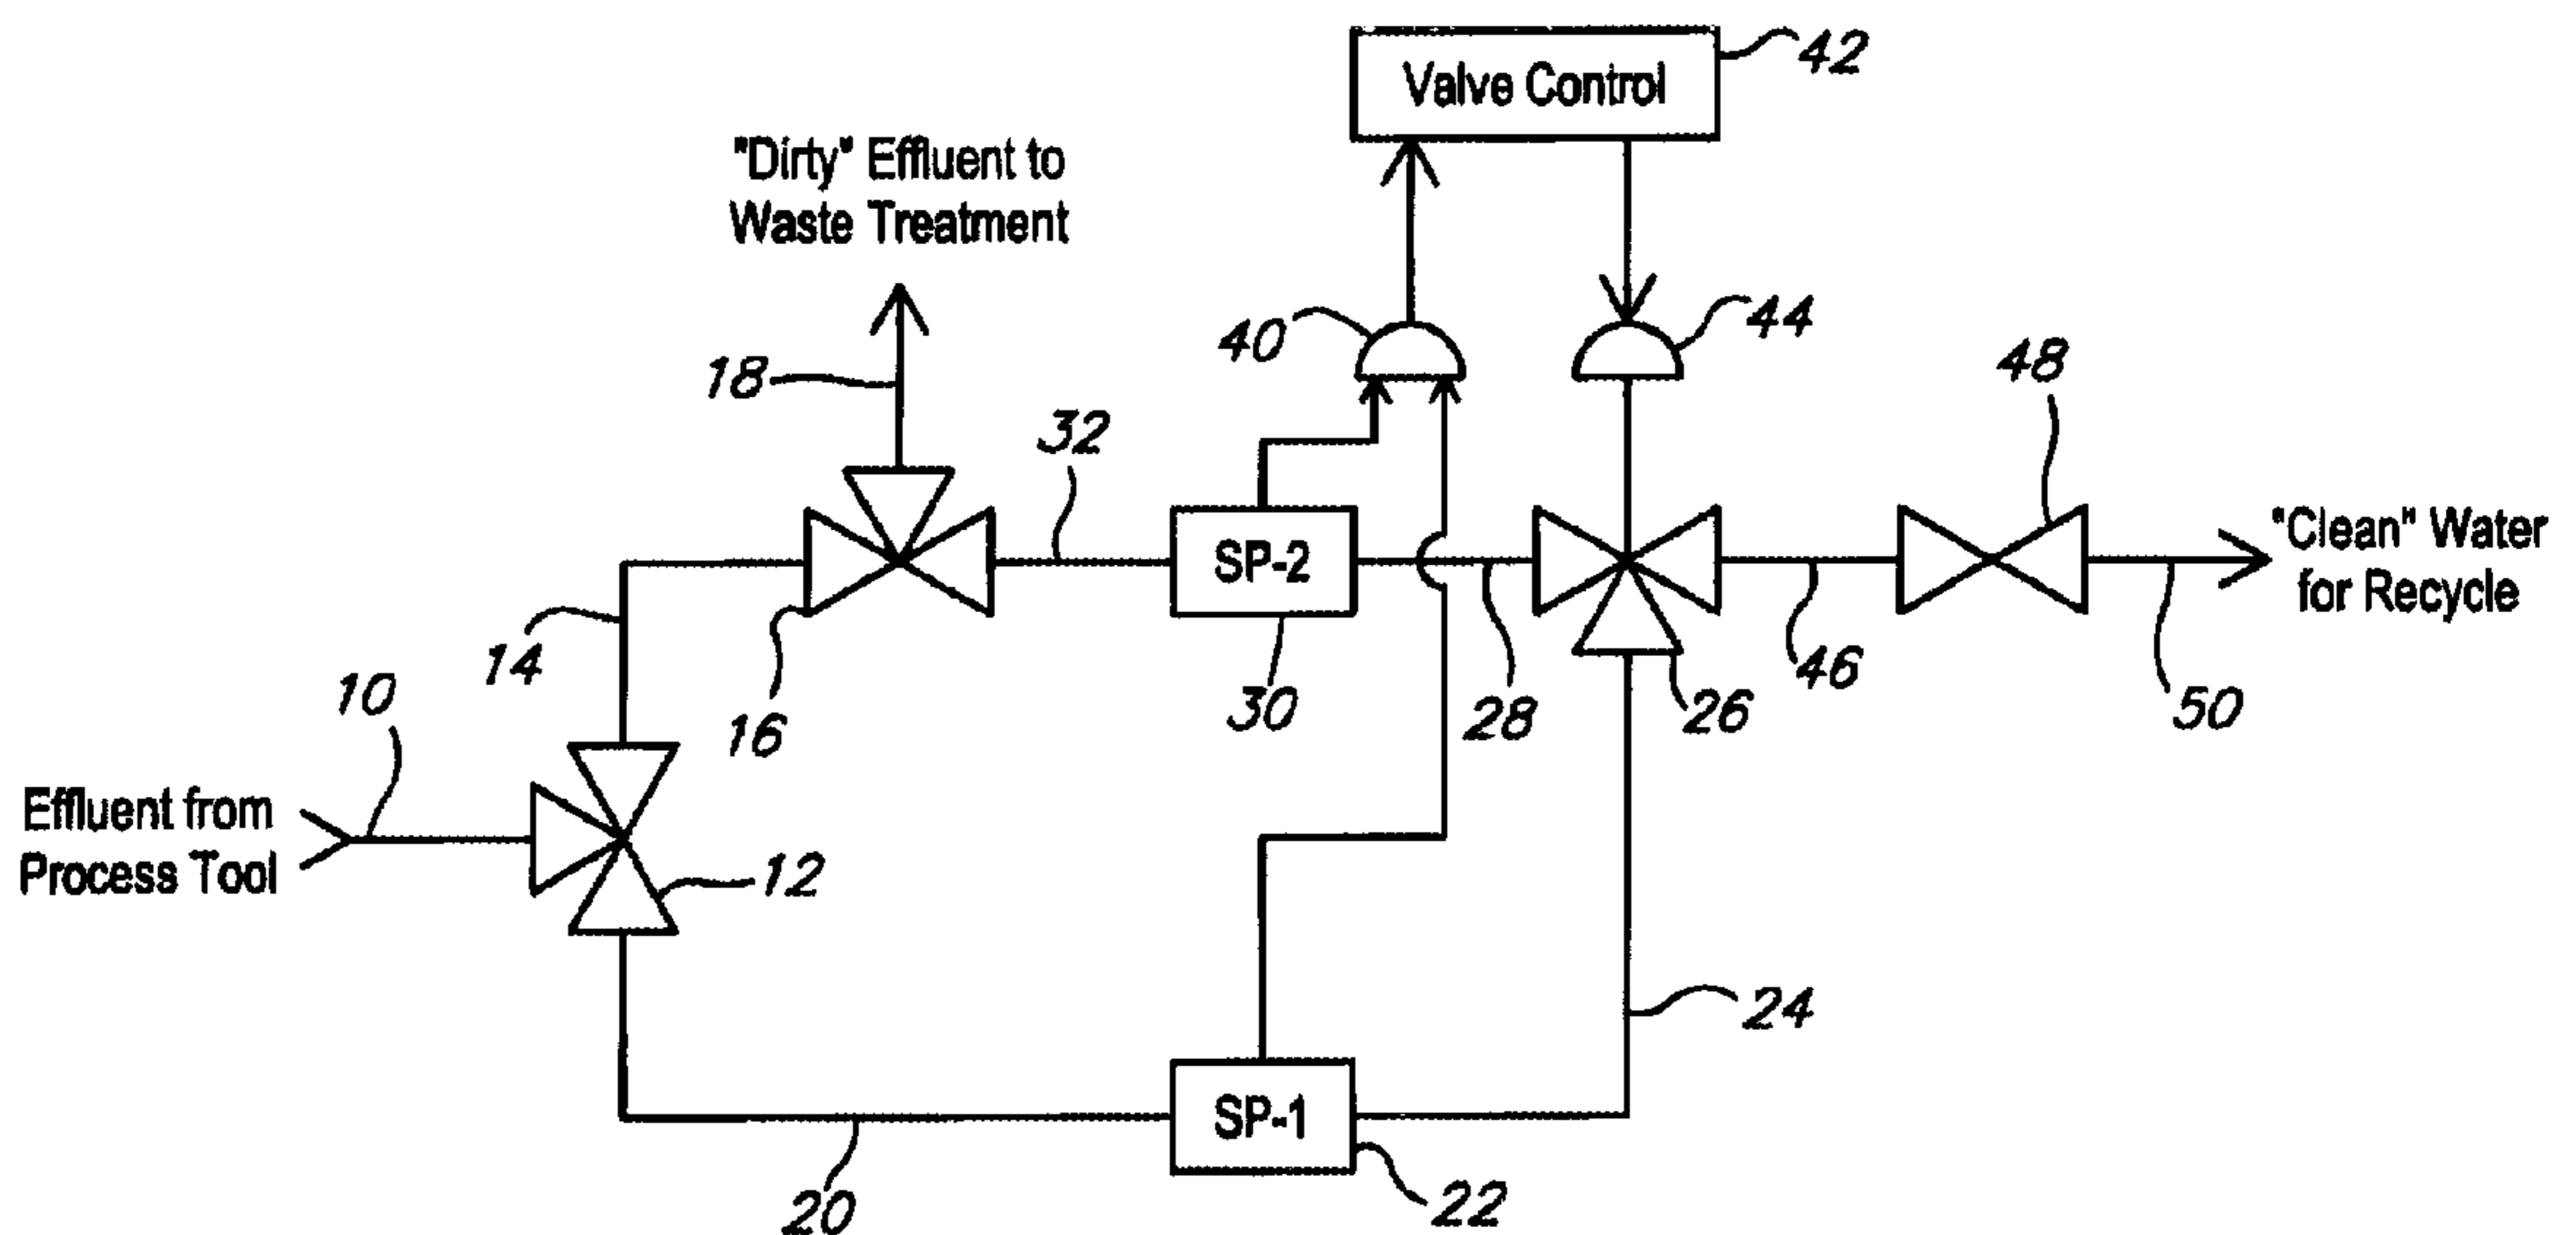 Valve Control
42
"Dirty" Effluent to
Waste Treatment
18
40
44
48
32
SP-2
"Clean" Water
for Recycle
14
10
16
30
28
26
46
50
Effluent from
Process Tool
12
24
SP-1
20
22